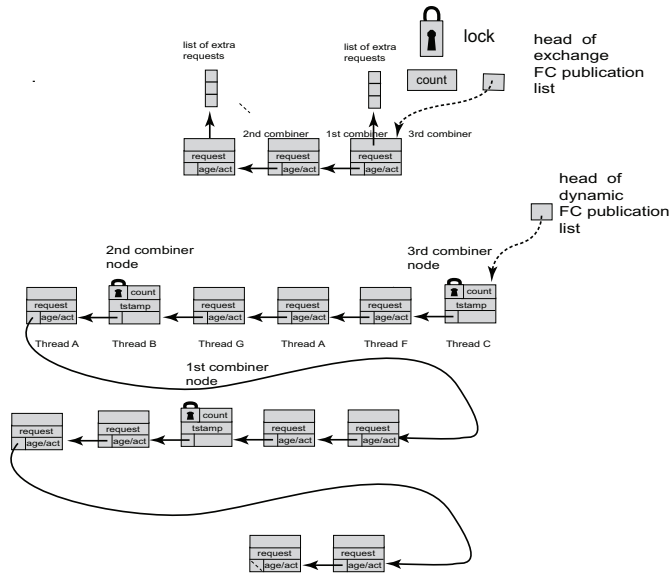 list of extra
requests
list of extra
requests
lock
count
head of
exchange
FC publication
list
2nd combiner
1st combiner
3rd combiner
request
age/act
request
age/act
request
age/act
head of
dynamic
FC publication
list
2nd combiner
node
3rd combiner
node
request
age/act
count
tstamp
request
age/act
request
age/act
request
age/act
count
tstamp
Thread A
Thread B
Thread G
Thread A
Thread F
Thread C
1st combiner
node
request
age/act
request
age/act
count
tstamp
request
age/act
request
age/act
request
age/act
request
age/act